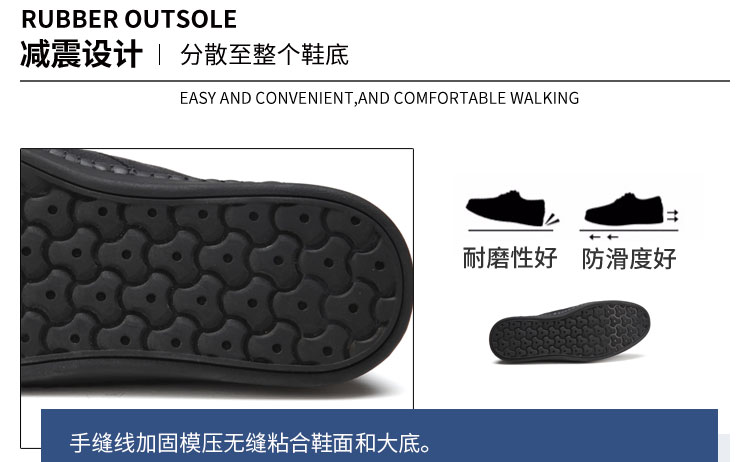 RUBBER OUTSOLE
减震设计 | 分散至整个鞋底
EASY AND CONVENIENT,AND COMFORTABLE WALKING
耐磨性好 防滑度好
手缝线加固模压无缝粘合鞋面和大底。